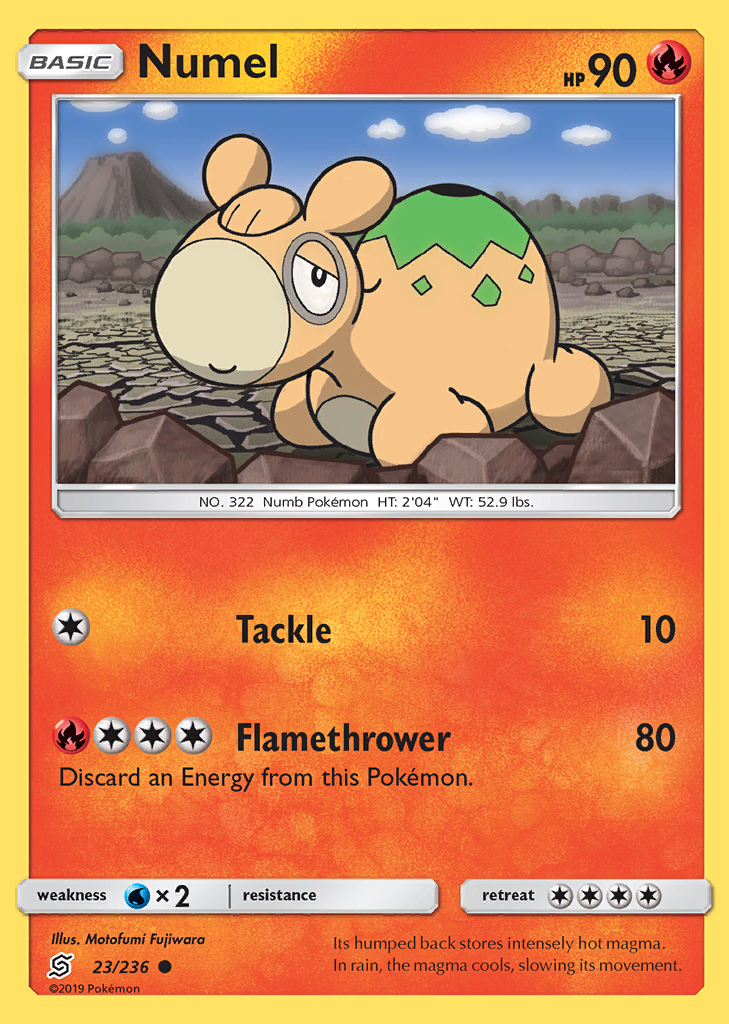 BASIC Numel HP 90
NO. 322 Numb Pokémon HT: 2'04" WT: 52.9 lbs.
Tackle 10
Flamethrower 80
Discard an Energy from this Pokémon.
weakness × 2 resistance retreat
Illus. Motofumi Fujiwara
23/236
©2019 Pokémon
Its humped back stores intensely hot magma.
In rain, the magma cools, slowing its movement.